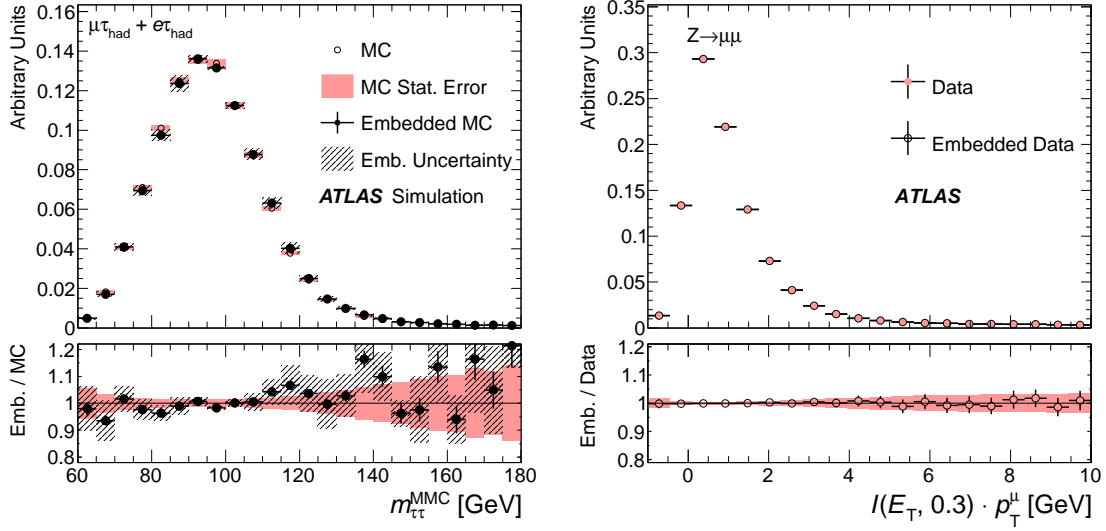 Arbitrary Units
0.14
0.12
0.1
0.08
0.06
0.04
0.02
0
μτhad + eτhad
MC
MC Stat. Error
Embedded MC
Emb. Uncertainty
ATLAS Simulation
Emb. / MC
1.2
1.1
1
0.9
0.8
60 80 100 120 140 160 180
mττMMC [GeV]
Arbitrary Units
0.35
0.3
0.25
0.2
0.15
0.1
0.05
0
Z→μμ
Data
Embedded Data
ATLAS
Emb. / Data
1.2
1.1
1.0
0.9
0.8
0 2 4 6 8 10
I(ET, 0.3) · pTμ [GeV]